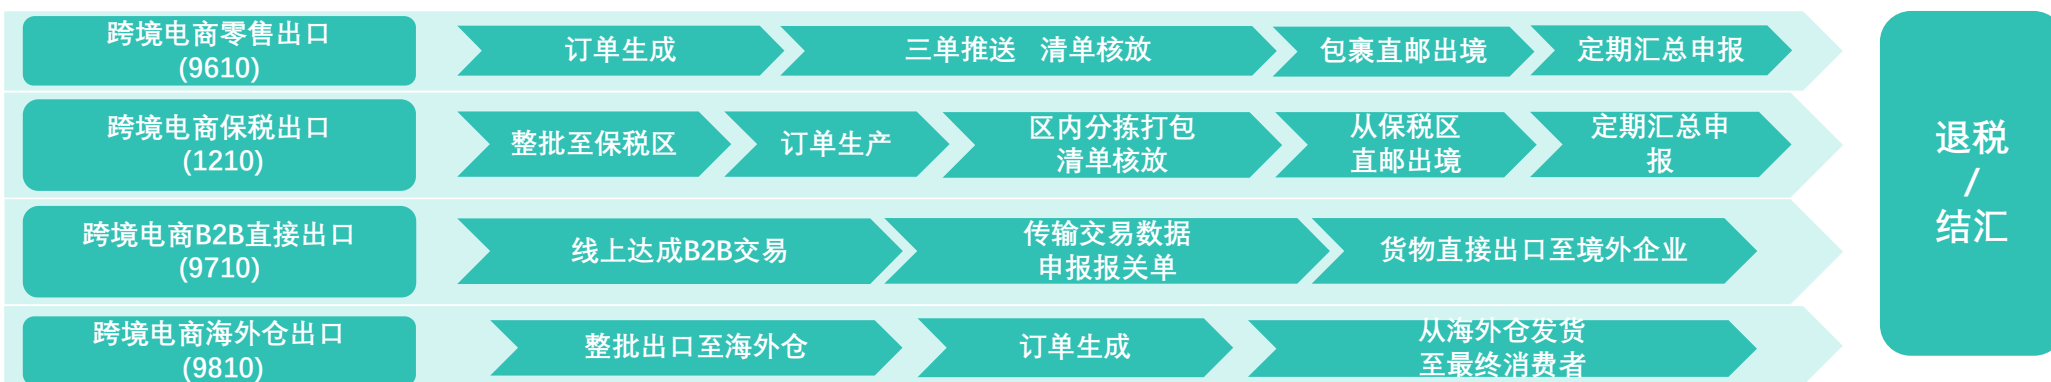 跨境电商零售出口
(9610)
订单生成
三单推送 清单核放
包裹直邮出境
定期汇总申报
跨境电商保税出口
(1210)
整批至保税区
订单生产
区内分拣打包
清单核放
从保税区
直邮出境
定期汇总申
报
跨境电商B2B直接出口
(9710)
线上达成B2B交易
传输交易数据
申报报关单
货物直接出口至境外企业
跨境电商海外仓出口
(9810)
整批出口至海外仓
订单生成
从海外仓发货
至最终消费者
退税
/
结汇